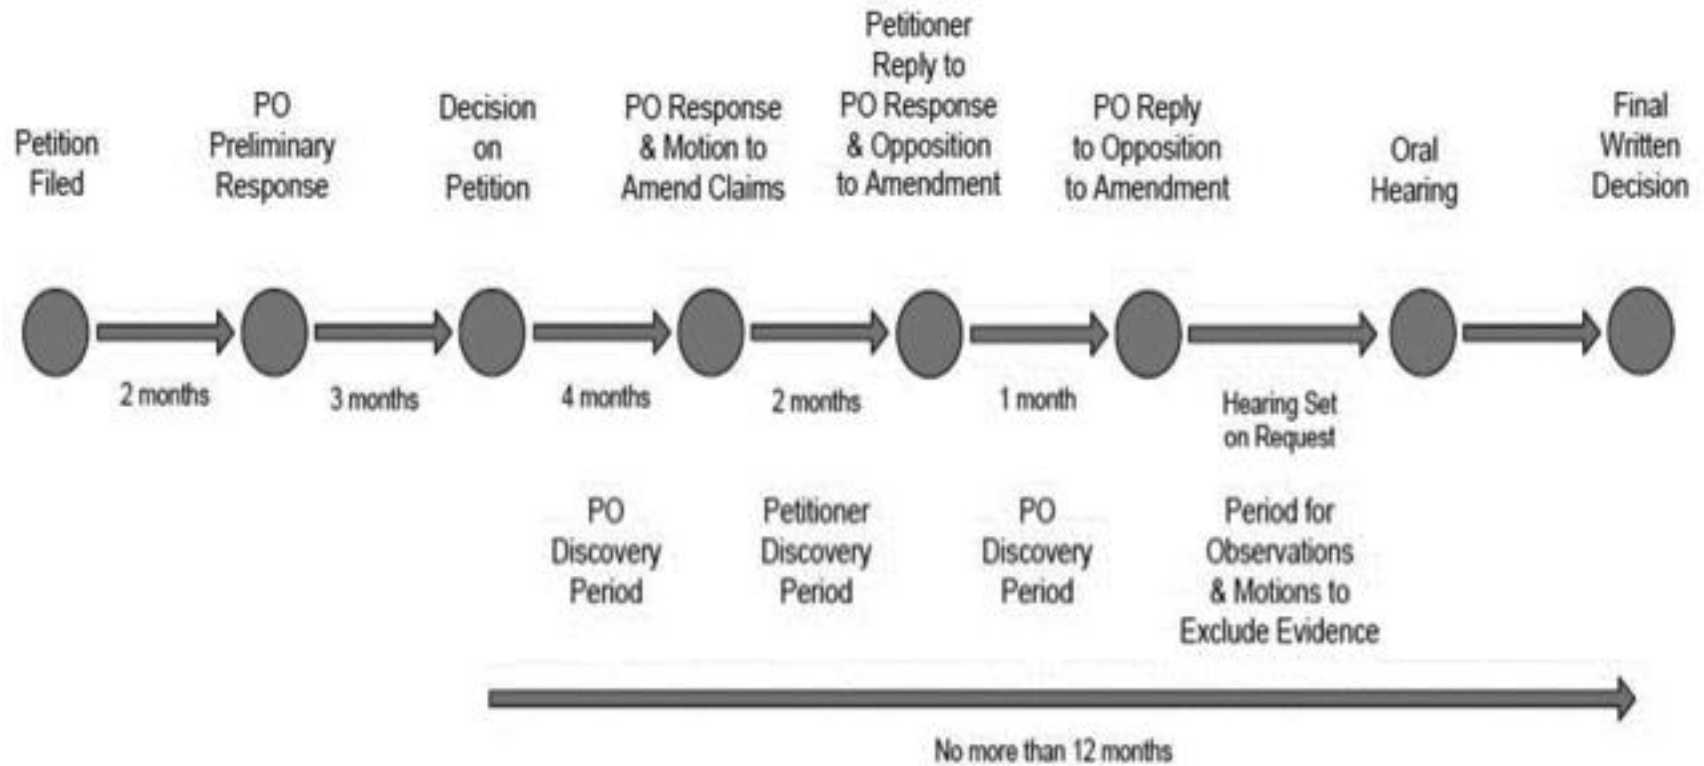 Petition
Filed
PO
Preliminary
Response
Decision
on
Petition
PO Response
& Motion to
Amend Claims
Petitioner
Reply to
PO Response
& Opposition
to Amendment
PO Reply
to Opposition
to Amendment
Oral
Hearing
Final
Written
Decision
2 months
3 months
4 months
2 months
1 month
Hearing Set
on Request
PO
Discovery
Period
Petitioner
Discovery
Period
PO
Discovery
Period
Period for
Observations
& Motions to
Exclude Evidence
No more than 12 months